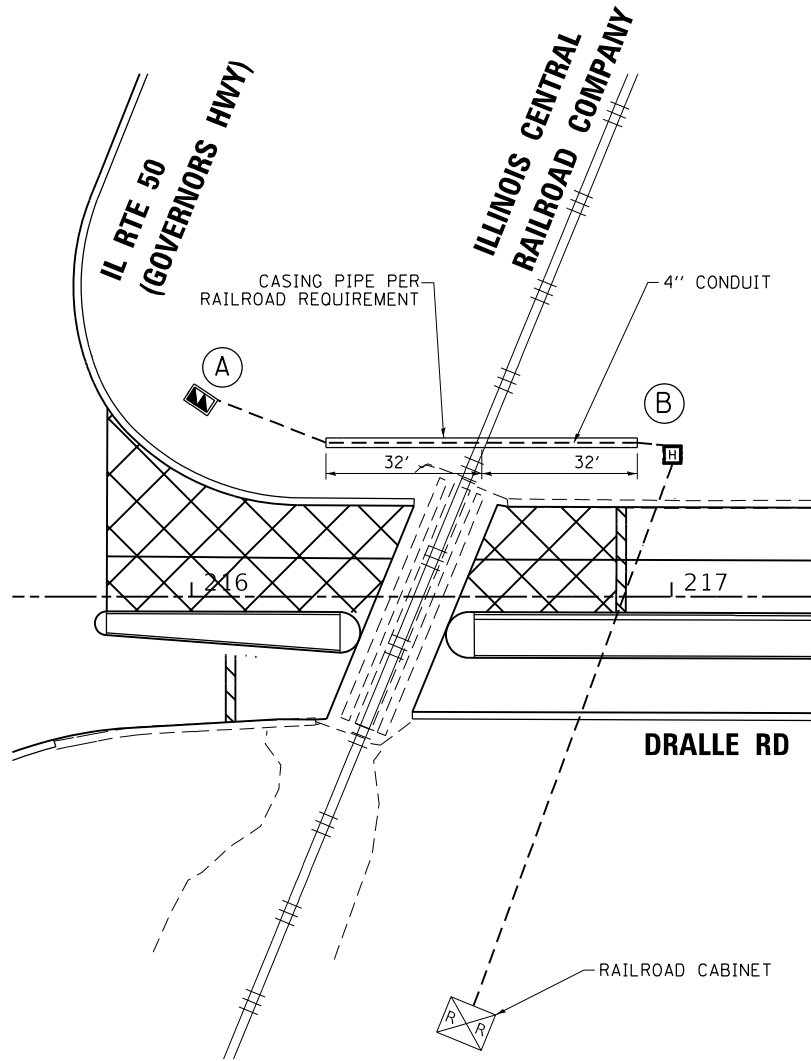 IL RTE 50
(GOVERNORS HWY)
ILLINOIS CENTRAL
RAILROAD COMPANY
CASING PIPE PER
RAILROAD REQUIREMENT
4'' CONDUIT
A
B
H
32'
32'
216
217
DRALLE RD
RAILROAD CABINET
R
R